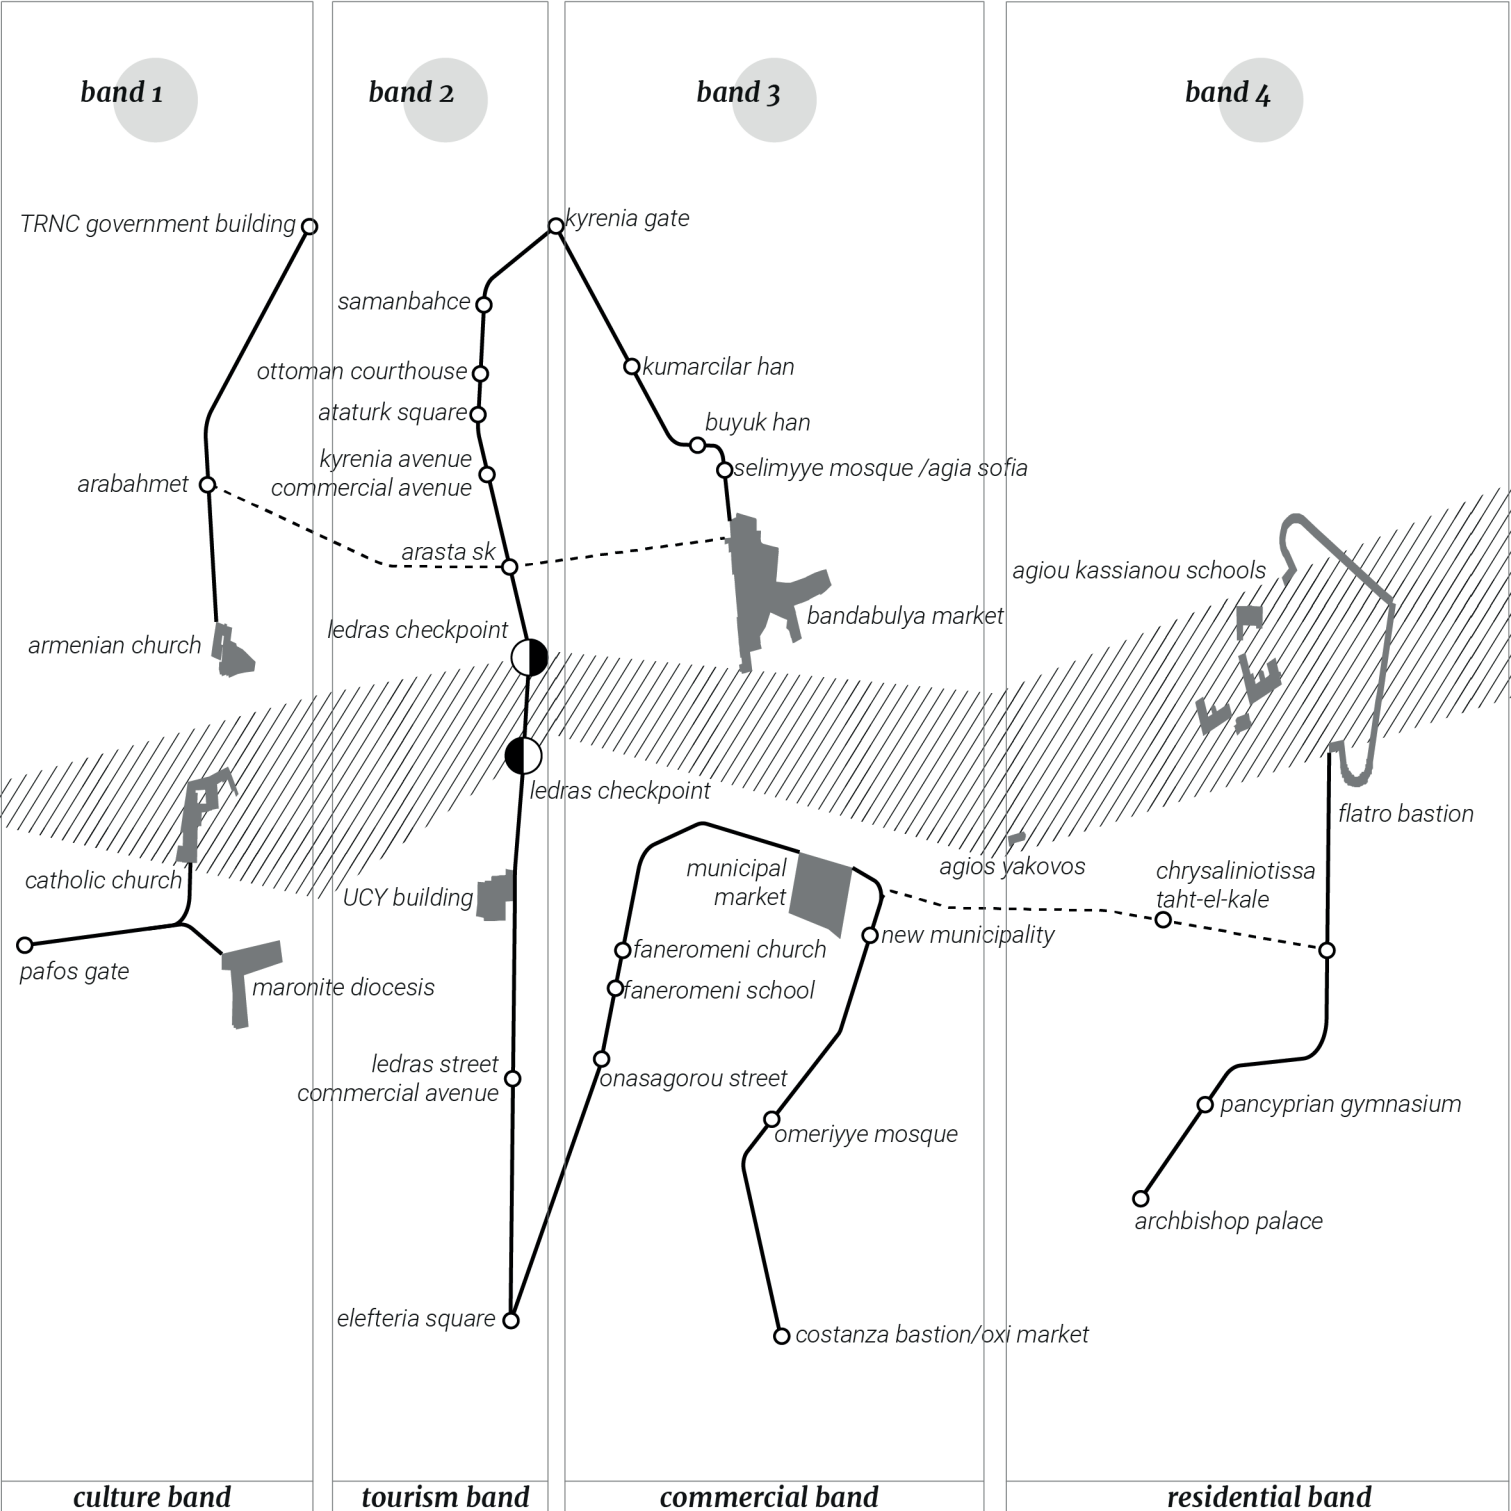 band 1
band 2
band 3
band 4
TRNC government building
kyrenia gate
samanbahce
ottoman courthouse
kumarcilar han
ataturk square
buyuk han
kyrenia avenue
commercial avenue
selimyye mosque /agia sofia
arabahmet
arasta sk
agiou kassianou schools
ledras checkpoint
bandabulya market
armenian church
ledras checkpoint
flatro bastion
catholic church
UCY building
municipal
market
agios yakovos
chrysaliniotissa
taht-el-kale
new municipality
faneromeni church
pafos gate
maronite diocesis
faneromeni school
ledras street
commercial avenue
onasagorou street
pancyprian gymnasium
omeriyye mosque
archbishop palace
elefteria square
costanza bastion/oxi market
culture band
tourism band
commercial band
residential band